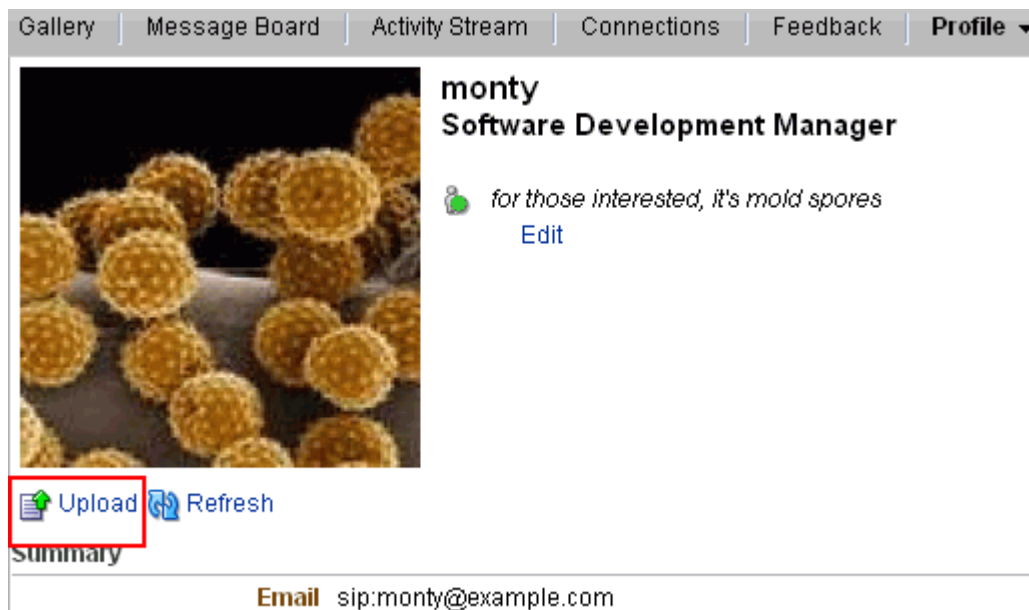 Gallery Message Board Activity Stream Connections Feedback Profile
monty
Software Development Manager
for those interested, it's mold spores
Edit
Upload Refresh
Summary
Email sip:monty@example.com